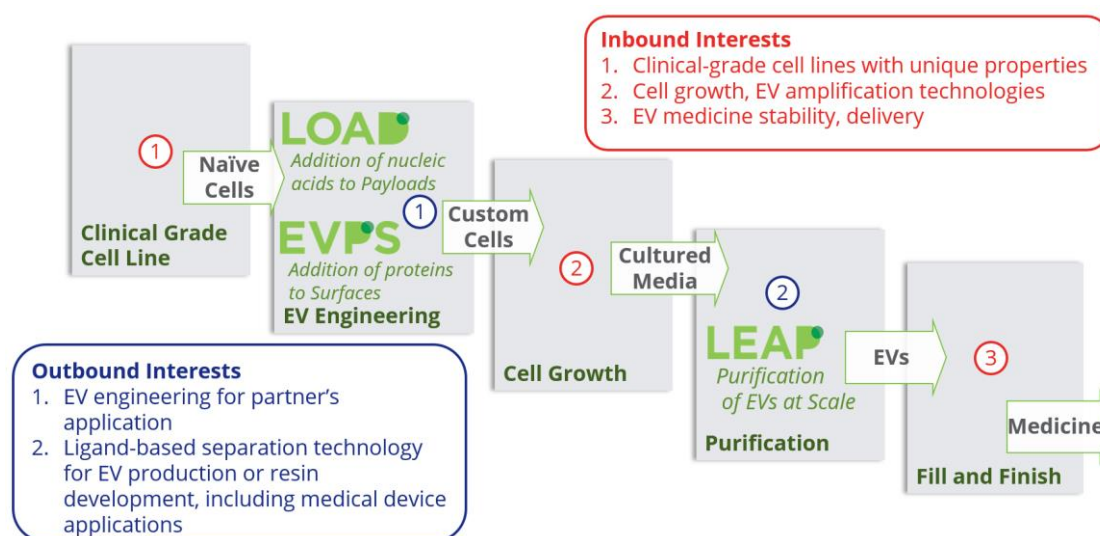 Inbound Interests
1. Clinical-grade cell lines with unique properties
2. Cell growth, EV amplification technologies
3. EV medicine stability, delivery
1
Naïve
Cells
Clinical Grade
Cell Line
LOAD
Addition of nucleic
acids to Payloads
1
EVPS
Addition of proteins
to Surfaces
EV Engineering
Custom
Cells
2
Cell Growth
Cultured
Media
2
LEAP
Purification
of EVs at Scale
Purification
EVs
3
Fill and Finish
Medicine
Outbound Interests
1. EV engineering for partner's
application
2. Ligand-based separation technology
for EV production or resin
development, including medical device
applications